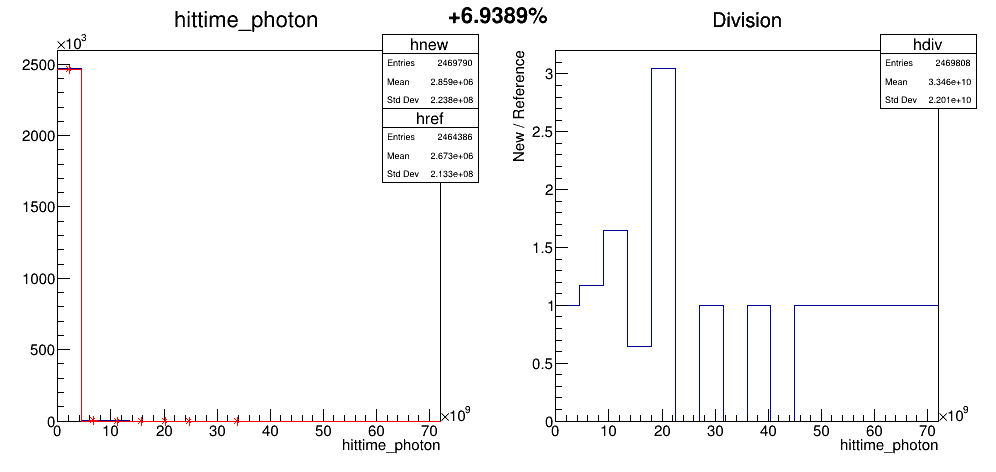 hittime_photon
+6.9389%
Division
×10³
hnew
Entries 2469790
Mean 2.859e+06
Std Dev 2.238e+08
href
Entries 2464386
Mean 2.673e+06
Std Dev 2.133e+08
2500
2000
1500
1000
500
0
0 10 20 30 40 50 60 70
×10⁹
hittime_photon
New / Reference
hdiv
Entries 2469808
Mean 3.346e+10
Std Dev 2.201e+10
3
2.5
2
1.5
1
0.5
0
0 10 20 30 40 50 60 70
×10⁹
hittime_photon